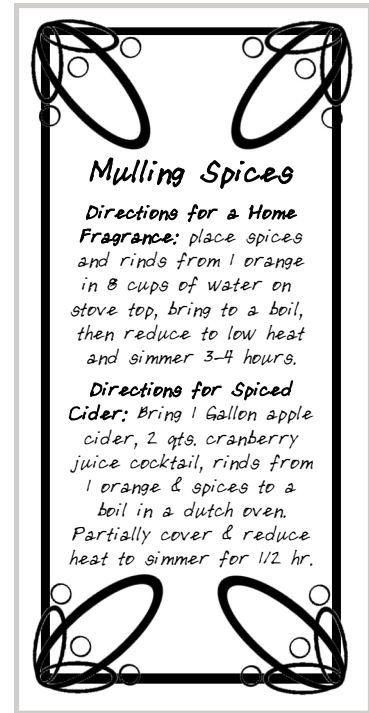 Mulling Spices
Directions for a Home
Fragrance: place spices
and rinds from 1 orange
in 8 cups of water on
stove top, bring to a boil,
then reduce to low heat
and simmer 3-4 hours.
Directions for Spiced
Cider: Bring 1 Gallon apple
cider, 2 qts. cranberry
juice cocktail, rinds from
1 orange & spices to a
boil in a dutch oven.
Partially cover & reduce
heat to simmer for 1/2 hr.